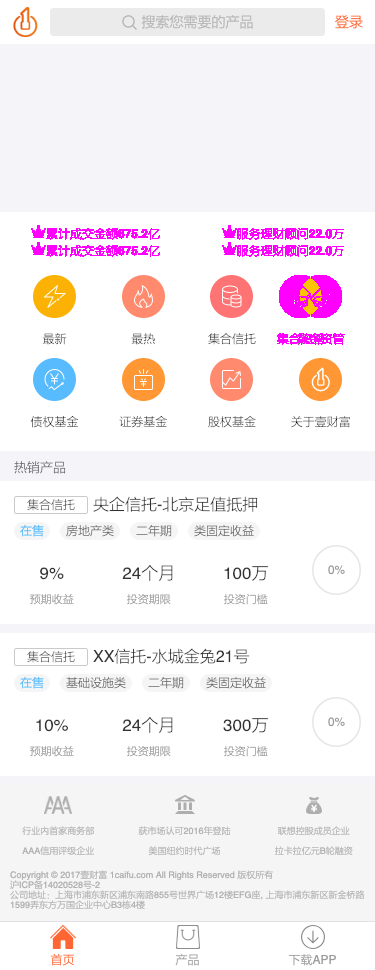 搜索您需要的产品
登录
累计成交金额675.2亿
服务理财顾问22.0万
累计成交金额675.2亿
服务理财顾问22.0万
最新
最热
集合信托
债权基金
证券基金
股权基金
关于壹财富
热销产品
集合信托 央企信托-北京足值抵押
在售 房地产类 二年期 类固定收益
9% 24个月 100万 0%
预期收益 投资期限 投资门槛
集合信托 XX信托-水城金兔21号
在售 基础设施类 二年期 类固定收益
10% 24个月 300万 0%
预期收益 投资期限 投资门槛
行业内首家商务部 获市场认可2016年登陆 联想控股成员企业
AAA信用评级企业 美国纽约时代广场 拉卡拉亿元B轮融资
Copyright © 2017壹财富 1caifu.com All Rights Reserved 版权所有
沪ICP备14020528号-2
公司地址：上海市浦东新区浦东南路855号世界广场12楼EFG座, 上海市浦东新区新金桥路
1599弄东方万国企业中心B3栋4楼
首页 产品 下载APP